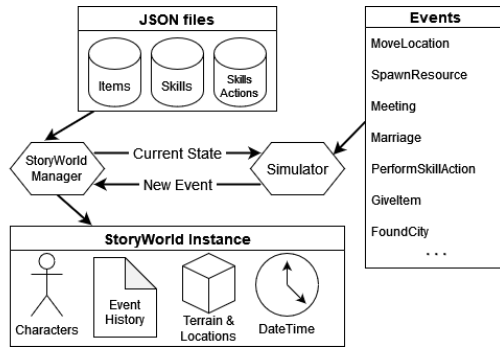 JSON files
Items
Skills
Skills
Actions
Events
MoveLocation
SpawnResource
Meeting
Marriage
PerformSkillAction
GiveItem
FoundCity
...
StoryWorld
Manager
Current State
New Event
Simulator
StoryWorld Instance
Characters
Event
History
Terrain &
Locations
DateTime